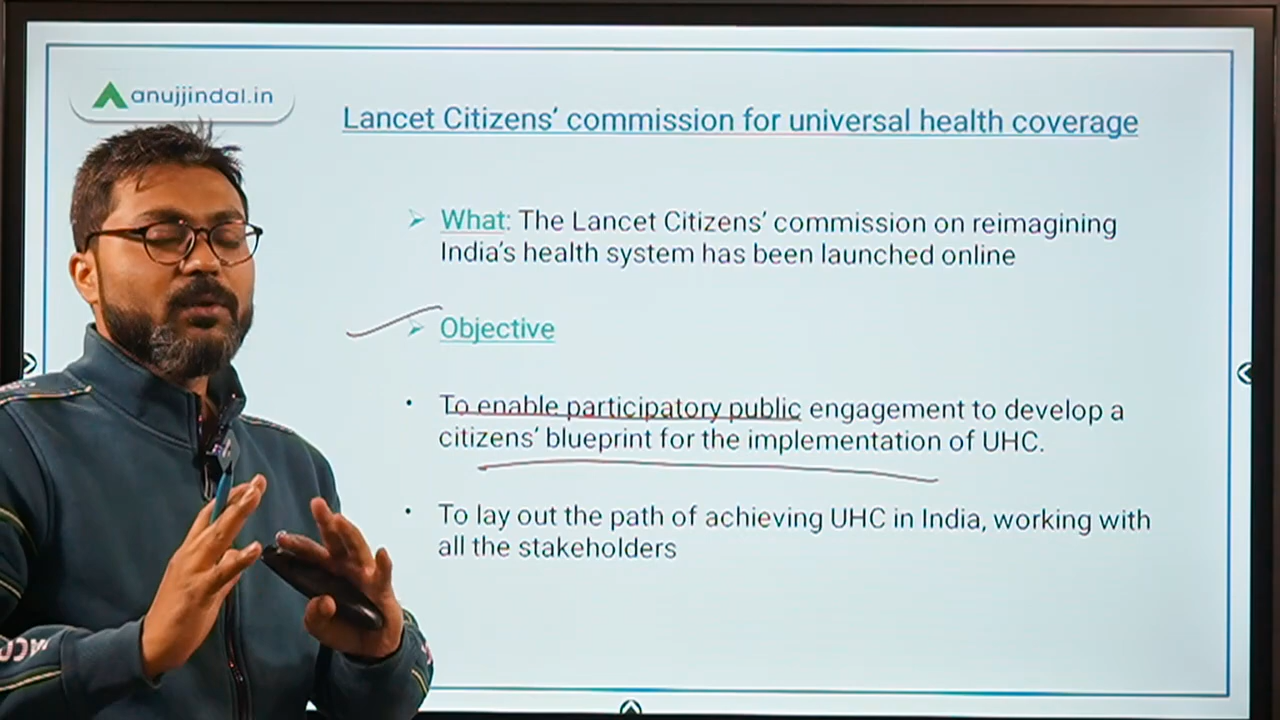 anujjindal.in
Lancet Citizens’ commission for universal health coverage
What: The Lancet Citizens’ commission on reimagining
India’s health system has been launched online
Objective
To enable participatory public engagement to develop a
citizens’ blueprint for the implementation of UHC.
To lay out the path of achieving UHC in India, working with
all the stakeholders